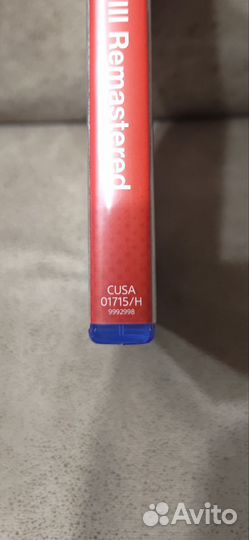 III Remastered
CUSA
01715/H
9992998
Avito